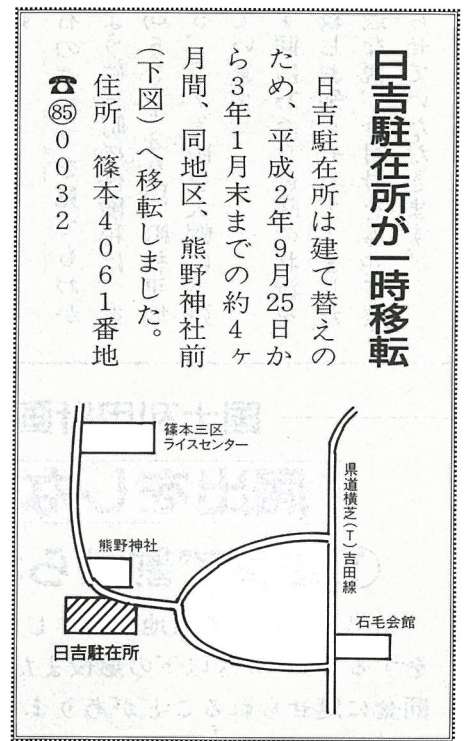 日吉駐在所が一時移転
日吉駐在所は建て替えの
ため、平成2年9月25日か
ら3年1月末までの約4ヶ
月間、同地区、熊野神社前
（下図）へ移転しました。
住所　篠本4061番地
☎㊅0032
篠本三区
ライスセンター
県道横芝(T)吉田線
熊野神社
石毛会館
日吉駐在所